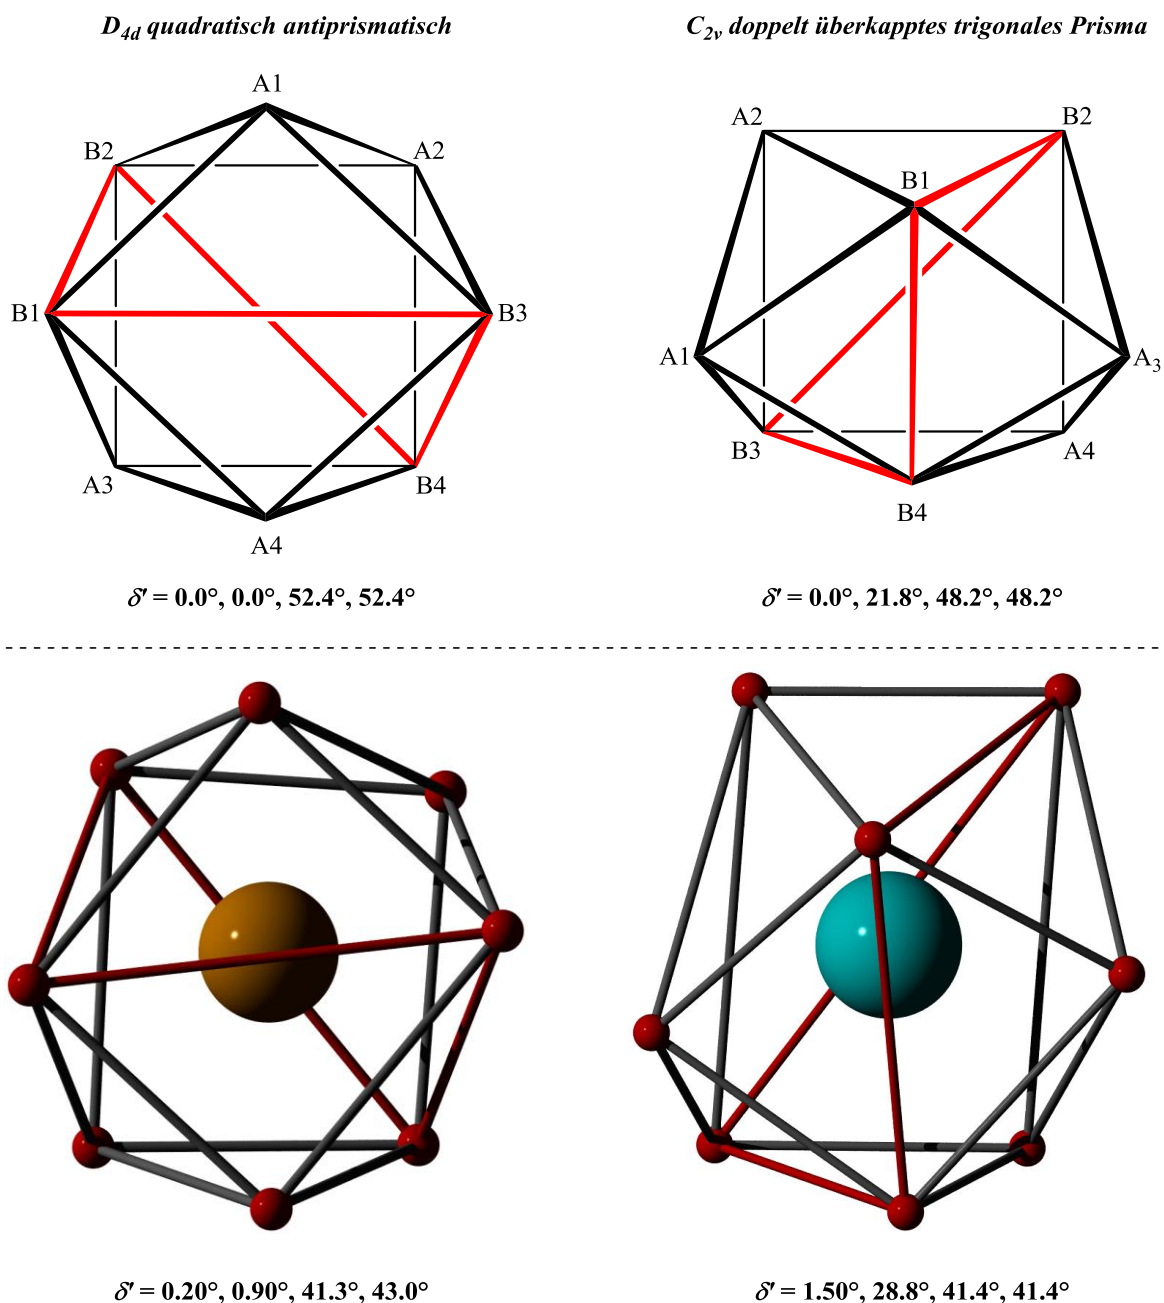 D4d quadratisch antiprismatisch
C2v doppelt überkapptes trigonales Prisma
A1
B2
A2
B1
B3
A3
B4
A4
A2
B2
B1
A1
A3
B3
A4
B4
δ' = 0.0°, 0.0°, 52.4°, 52.4°
δ' = 0.0°, 21.8°, 48.2°, 48.2°
δ' = 0.20°, 0.90°, 41.3°, 43.0°
δ' = 1.50°, 28.8°, 41.4°, 41.4°